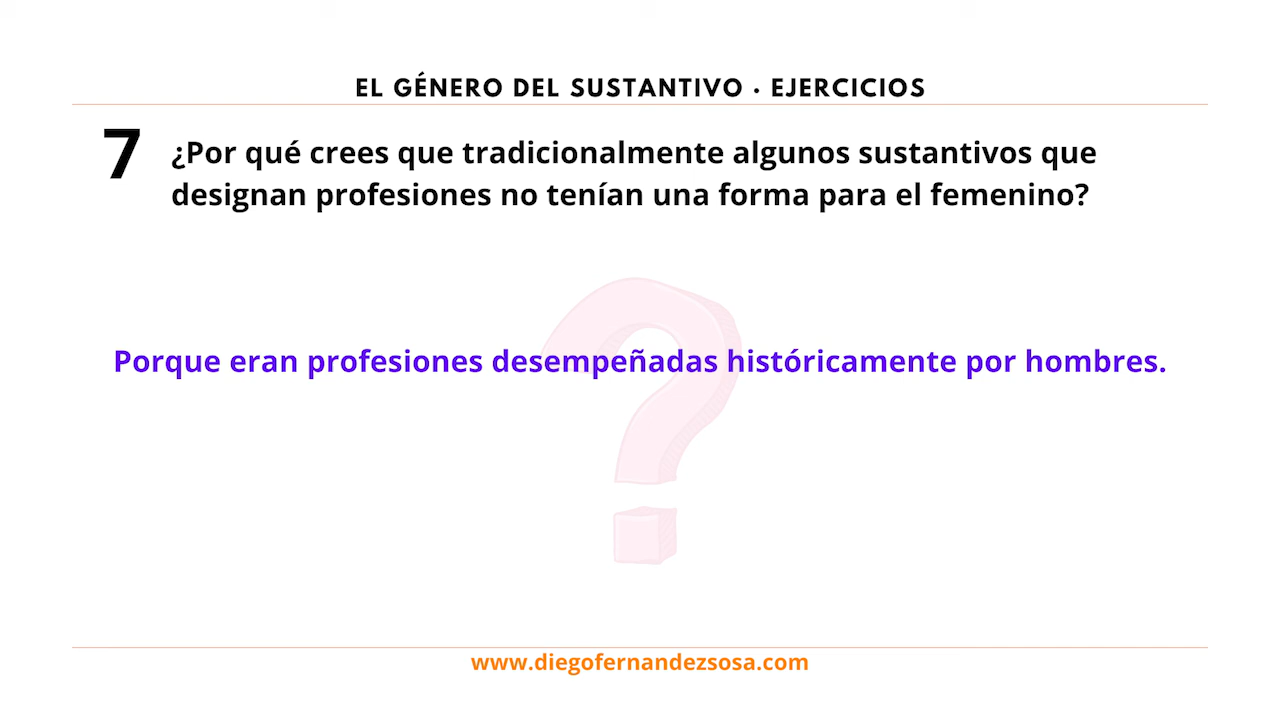 EL GÉNERO DEL SUSTANTIVO · EJERCICIOS
7
¿Por qué crees que tradicionalmente algunos sustantivos que
designan profesiones no tenían una forma para el femenino?
Porque eran profesiones desempeñadas históricamente por hombres.
www.diegofernandezsosa.com